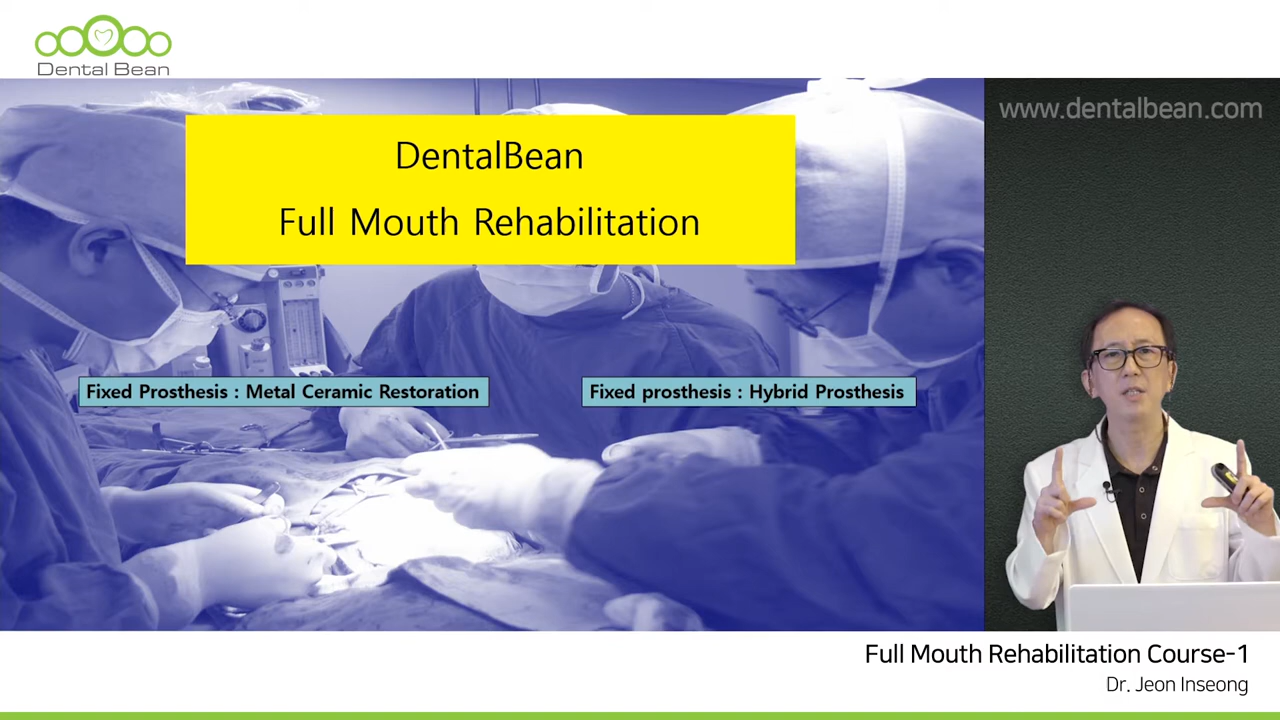 Dental Bean
www.dentalbean.com
DentalBean
Full Mouth Rehabilitation
Fixed Prosthesis : Metal Ceramic Restoration
Fixed prosthesis : Hybrid Prosthesis
Full Mouth Rehabilitation Course-1
Dr. Jeon Inseong